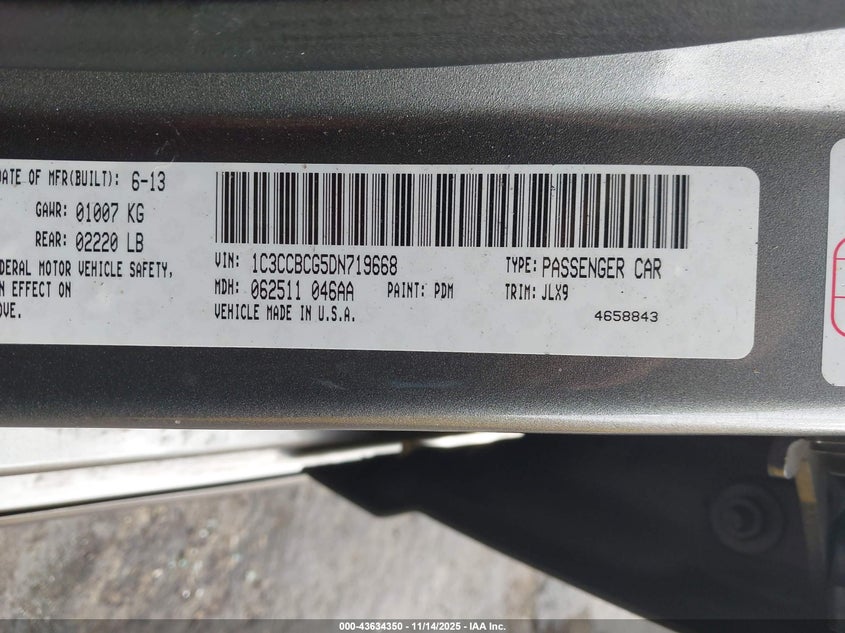 DATE OF MFR(BUILT): 6-13
GAWR: 01007 KG
REAR: 02220 LB
DERAL MOTOR VEHICLE SAFETY,
N EFFECT ON
OVE.
VIN: 1C3CCBCG5DN719668 TYPE: PASSENGER CAR
MDH: 062511 046AA PAINT: PDM TRIM: JLX9
VEHICLE MADE IN U.S.A. 4658843
000-43634350 - 11/14/2025 - IAA Inc.